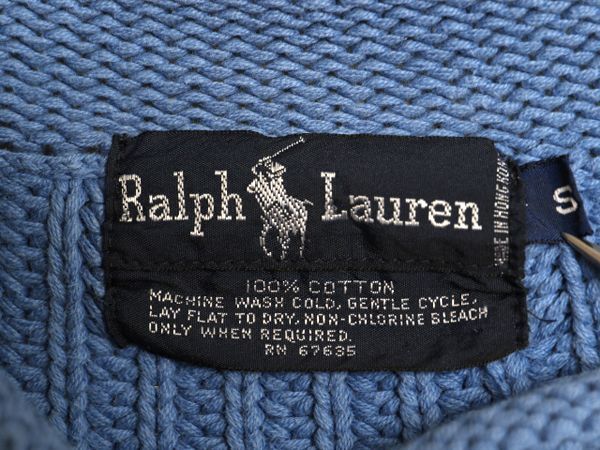 Ralph Lauren
MADE IN HONG KONG
S
100% COTTON
MACHINE WASH COLD, GENTLE CYCLE,
LAY FLAT TO DRY, NON-CHLORINE BLEACH
ONLY WHEN REQUIRED.
RN 67635